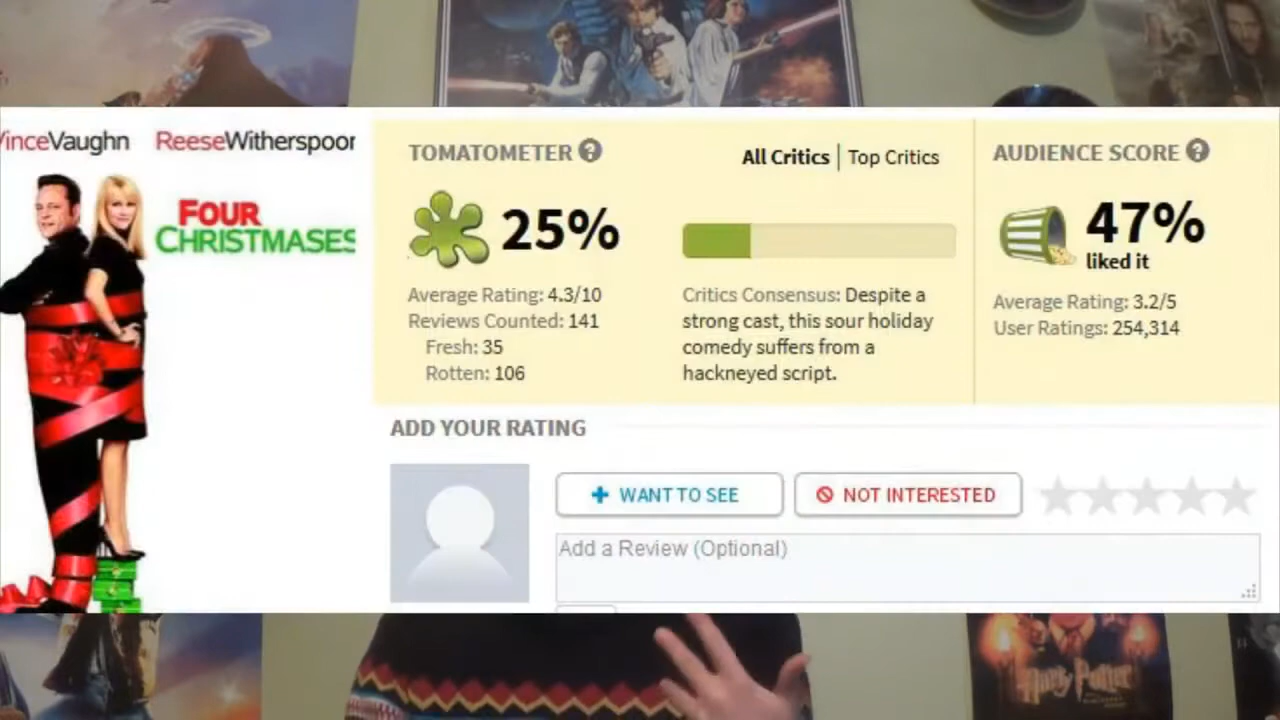 VinceVaughn ReeseWitherspoon
FOUR
CHRISTMASES
TOMATOMETER ?
All Critics | Top Critics
25%
Average Rating: 4.3/10
Reviews Counted: 141
Fresh: 35
Rotten: 106
Critics Consensus: Despite a
strong cast, this sour holiday
comedy suffers from a
hackneyed script.
AUDIENCE SCORE ?
47%
liked it
Average Rating: 3.2/5
User Ratings: 254,314
ADD YOUR RATING
+ WANT TO SEE
NOT INTERESTED
Add a Review (Optional)
Harry Potter